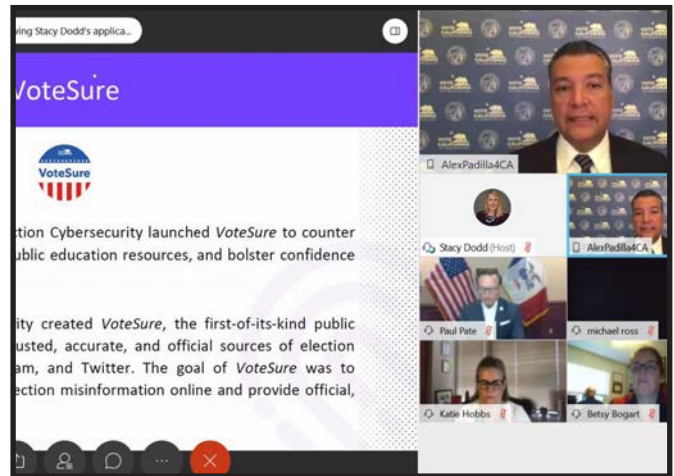 wing Stacy Dodd's applica...
VoteSure
VoteSure
ction Cybersecurity launched VoteSure to counter
ublic education resources, and bolster confidence
ity created VoteSure, the first-of-its-kind public
usted, accurate, and official sources of election
am, and Twitter. The goal of VoteSure was to
ection misinformation online and provide official,
AlexPadilla4CA
Stacy Dodd (Host)
AlexPadilla4CA
Paul Pate
michael ross
Katie Hobbs
Betsy Bogart
VOTE
CALIFORNIA